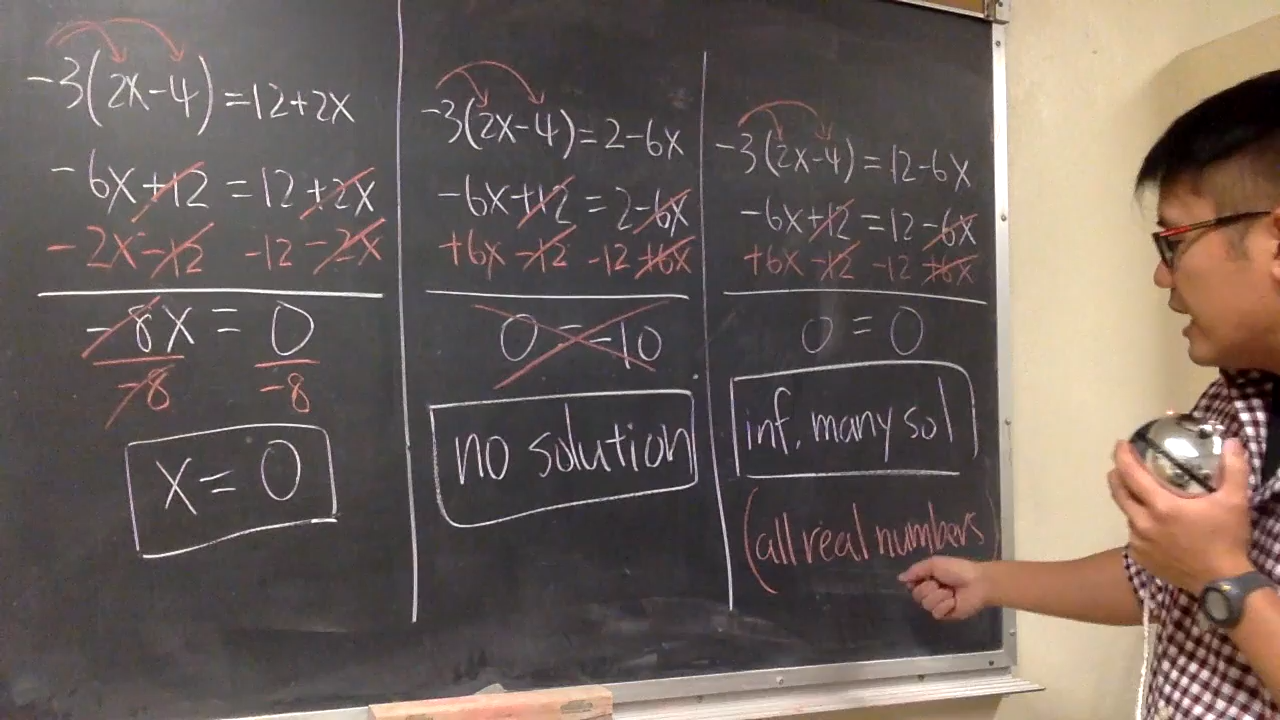 -3(2x-4)=12+2x
-6x+12=12+2x
-2x-12 -12-2x
-8x=0
-8 -8
x=0
-3(2x-4)=2-6x
-6x+12=2-6x
+6x-12 -12+6x
0=-10
no solution
-3(2x-4)=12-6x
-6x+12=12-6x
+6x-12 -12+6x
0=0
inf. many sol
(all real numbers)